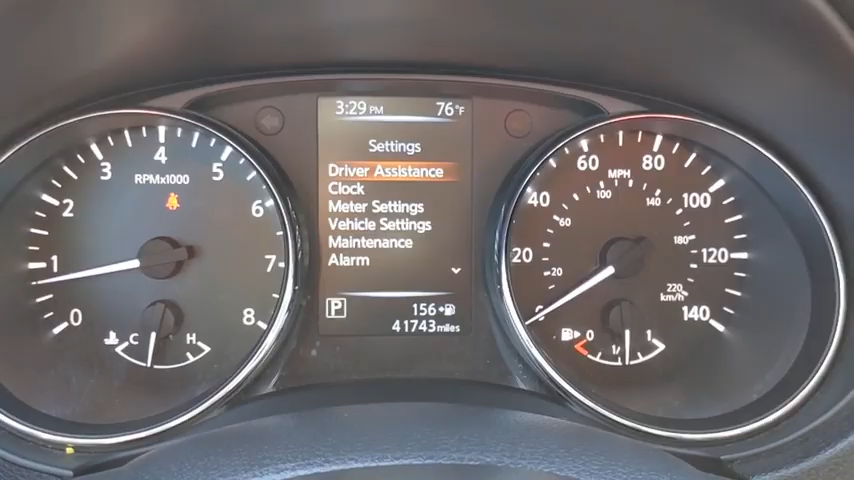 3:29 PM 76°F
Settings
Driver Assistance
Clock
Meter Settings
Vehicle Settings
Maintenance
Alarm
P
156
41743 miles
0
1
2
3
4
5
6
7
8
RPMx1000
C H
0
20
40
60
80
100
120
140
MPH
20
60
100
140
180
220
km/h
0 1/2 1